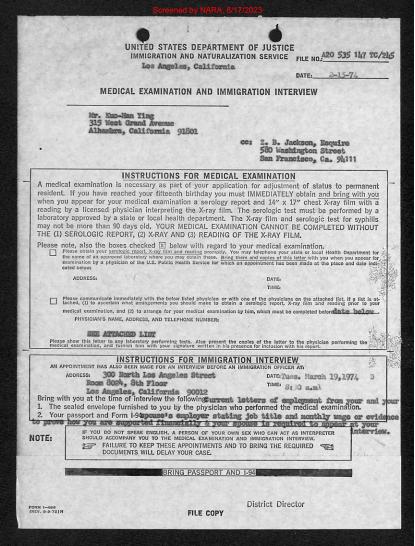 Screened by NARA, 8/17/2023
UNITED STATES DEPARTMENT OF JUSTICE
IMMIGRATION AND NATURALIZATION SERVICE
FILE NO. A20 535 147 TC/245
Los Angeles, California
DATE: 2-15-74
MEDICAL EXAMINATION AND IMMIGRATION INTERVIEW
Mr. Kuo-Han Ying
315 West Grand Avenue
Alhambra, California 91801
cc: Z. B. Jackson, Esquire
580 Washington Street
San Francisco, Ca. 94111
INSTRUCTIONS FOR MEDICAL EXAMINATION
A medical examination is necessary as part of your application for adjustment of status to permanent
resident. If you have reached your fifteenth birthday you must IMMEDIATELY obtain and bring with you
when you appear for your medical examination a serology report and 14" x 17" chest X-ray film with a
reading by a licensed physician interpreting the X-ray film. The serologic test must be performed by a
laboratory approved by a state or local health department. The X-ray film and serologic test for syphilis
may not be more than 90 days old. YOUR MEDICAL EXAMINATION CANNOT BE COMPLETED WITHOUT
THE (1) SEROLOGIC REPORT, (2) X-RAY AND (3) READING OF THE X-RAY FILM.
Please note, also the boxes checked X below with regard to your medical examination.
Please obtain your serologic report, X-ray film and reading promptly. You may telephone your state or local Health Department for
the name of an approved laboratory where you may obtain these. Bring them and copies of this letter with you when you appear for
examination by a physician of the U.S. Public Health Service for which an appointment has been made at the place and date indi-
cated below:
ADDRESS:
DATE:
TIME:
Please communicate immediately with the below listed physician or with one of the physicians on the attached list, if a list is at-
tached, (1) to ascertain what arrangements you should make to obtain a serologic report, X-ray film and reading prior to your
medical examination, and (2) to arrange for your medical examination by him, which must be completed before date below
PHYSICIAN'S NAME, ADDRESS, AND TELEPHONE NUMBER:
SEE ATTACHED LIST
Please show this letter to any laboratory performing tests. Also present the copies of the letter to the physician performing the
medical examination, and furnish him with your signature written in his presence for inclusion with his report.
INSTRUCTIONS FOR IMMIGRATION INTERVIEW
AN APPOINTMENT HAS ALSO BEEN MADE FOR AN INTERVIEW BEFORE AN IMMIGRATION OFFICER AT:
ADDRESS: 300 North Los Angeles Street
DATE: Tues. March 19, 1974
Room 8024, 8th Floor
TIME: 8:30 a.m.
Los Angeles, California 90012
Bring with you at the time of interview the following: Current letters of employment from your and your
1. The sealed envelope furnished to you by the physician who performed the medical examination.
2. Your passport and Form I-94 spouse's employer stating job title and monthly wage or evidence
to prove how you are supported financially & your spouse is required to appear at your
interview.
NOTE:
IF YOU DO NOT SPEAK ENGLISH, A PERSON OF YOUR OWN SEX WHO CAN ACT AS INTERPRETER
SHOULD ACCOMPANY YOU TO THE MEDICAL EXAMINATION AND IMMIGRATION INTERVIEW.
FAILURE TO KEEP THESE APPOINTMENTS AND TO BRING THE REQUIRED
DOCUMENTS WILL DELAY YOUR CASE.
BRING PASSPORT AND I-94
District Director
FILE COPY